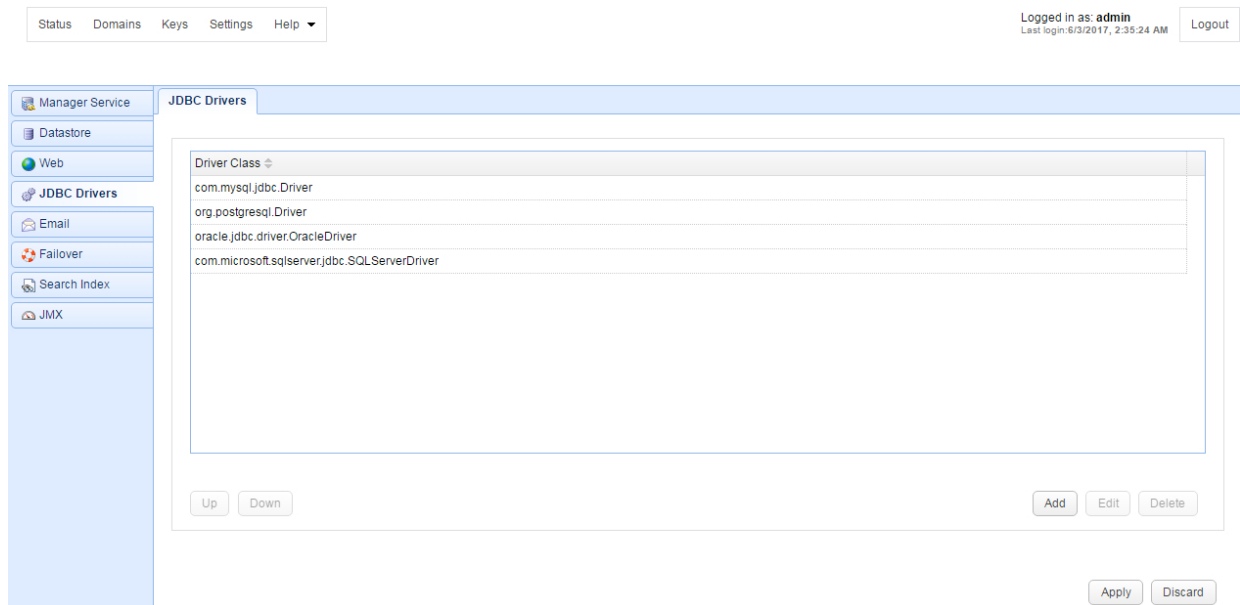 Status Domains Keys Settings Help
Logged in as: admin
Last login:6/3/2017, 2:35:24 AM
Logout
Manager Service
Datastore
Web
JDBC Drivers
Email
Failover
Search Index
JMX
JDBC Drivers
Driver Class
com.mysql.jdbc.Driver
org.postgresql.Driver
oracle.jdbc.driver.OracleDriver
com.microsoft.sqlserver.jdbc.SQLServerDriver
Up Down
Add Edit Delete
Apply Discard